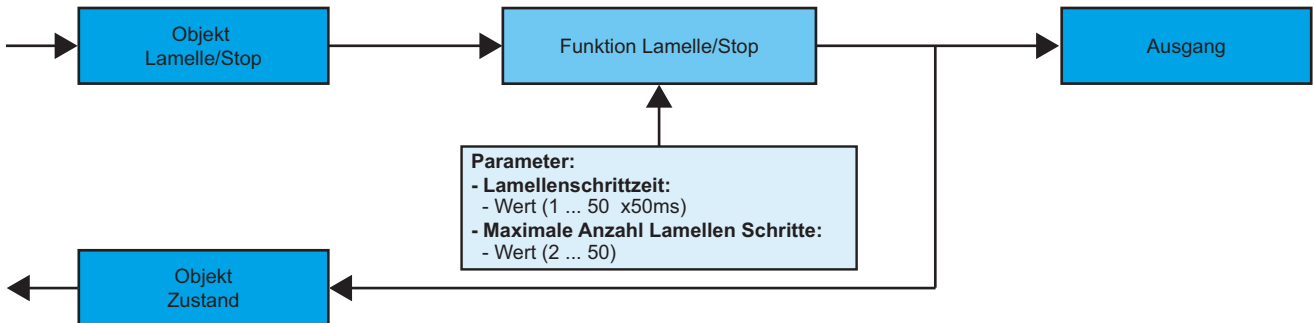 Objekt
Lamelle/Stop
Funktion Lamelle/Stop
Ausgang
Parameter:
- Lamellenschrittzeit:
- Wert (1 ... 50 x50ms)
- Maximale Anzahl Lamellen Schritte:
- Wert (2 ... 50)
Objekt
Zustand